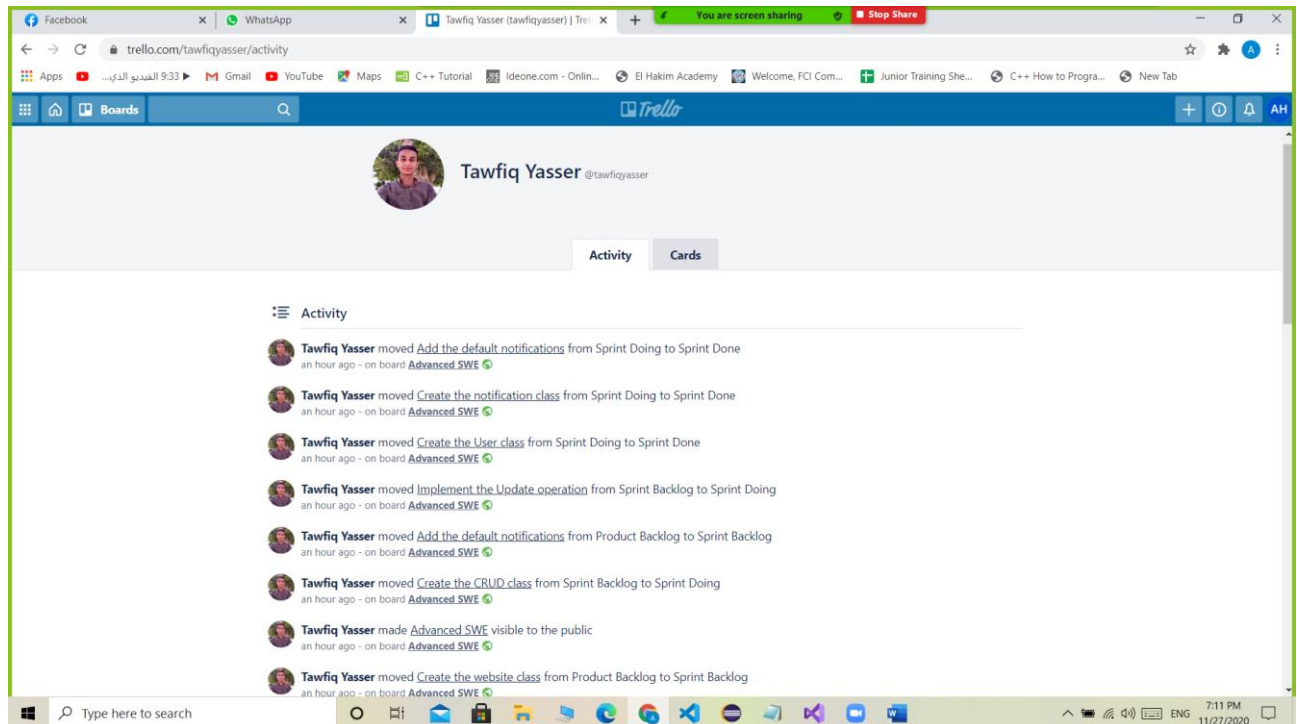 Facebook
WhatsApp
Tawfiq Yasser (tawfiqyasser) | Trel
You are screen sharing
Stop Share
trello.com/tawfiqyasser/activity
A
Apps
9:33 الفيديو الذي...
Gmail
YouTube
Maps
C++ Tutorial
Ideone.com - Onlin...
El Hakim Academy
Welcome, FCI Com...
Junior Training She...
C++ How to Progra...
New Tab
Boards
Trello
AH
Tawfiq Yasser @tawfiqyasser
Activity
Cards
Activity
Tawfiq Yasser moved Add the default notifications from Sprint Doing to Sprint Done
an hour ago - on board Advanced SWE
Tawfiq Yasser moved Create the notification class from Sprint Doing to Sprint Done
an hour ago - on board Advanced SWE
Tawfiq Yasser moved Create the User class from Sprint Doing to Sprint Done
an hour ago - on board Advanced SWE
Tawfiq Yasser moved Implement the Update operation from Sprint Backlog to Sprint Doing
an hour ago - on board Advanced SWE
Tawfiq Yasser moved Add the default notifications from Product Backlog to Sprint Backlog
an hour ago - on board Advanced SWE
Tawfiq Yasser moved Create the CRUD class from Sprint Backlog to Sprint Doing
an hour ago - on board Advanced SWE
Tawfiq Yasser made Advanced SWE visible to the public
an hour ago - on board Advanced SWE
Tawfiq Yasser moved Create the website class from Product Backlog to Sprint Backlog
an hour ago - on board Advanced SWE
Type here to search
ENG
7:11 PM
11/27/2020